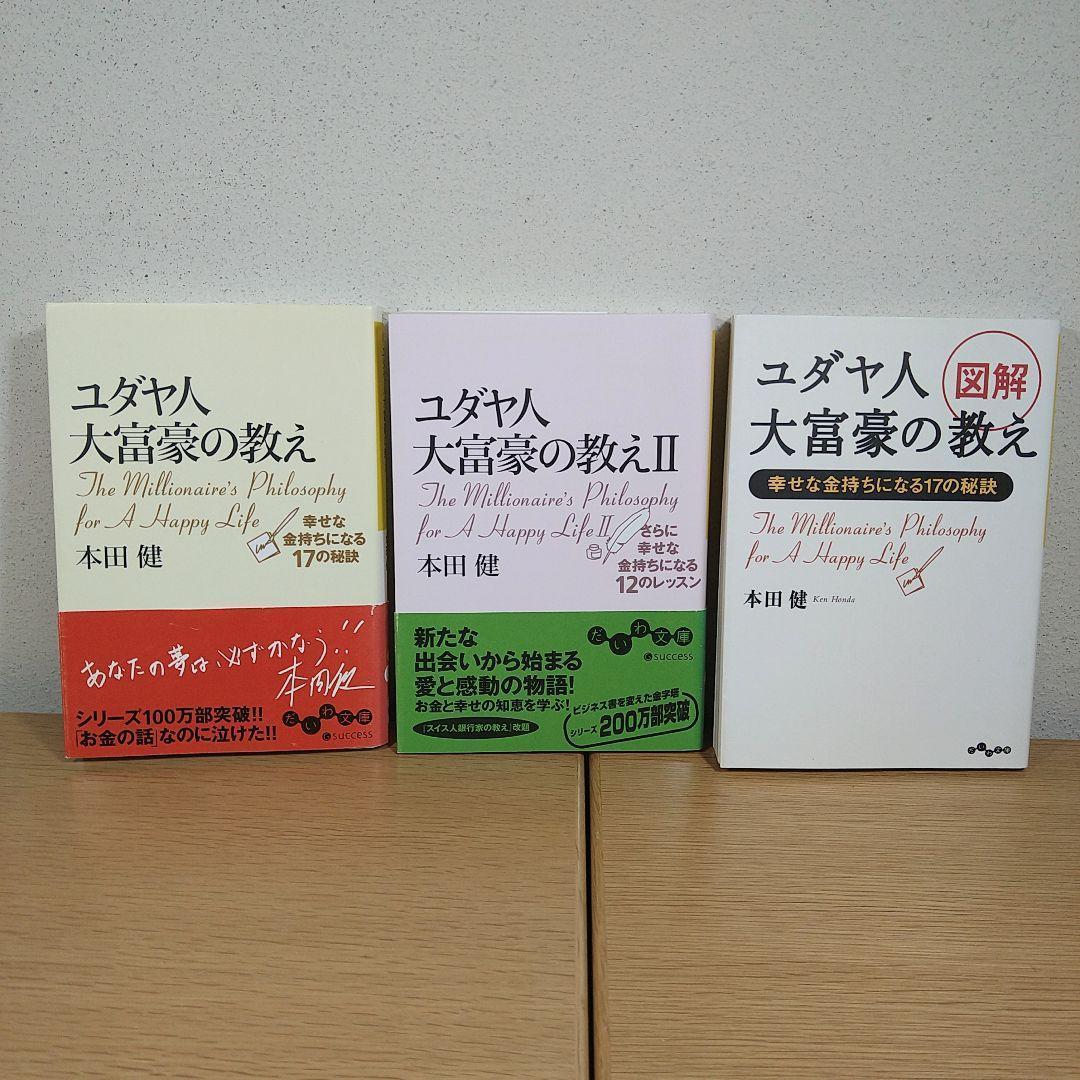 ユダヤ人
大富豪の教え
The Millionaire's Philosophy
for A Happy Life
幸せな
金持ちになる
17の秘訣
本田 健
あなたの夢は、必ずかなう!!
本田健
シリーズ100万部突破!!
「お金の話」なのに泣けた!!
だいわ文庫
G success
ユダヤ人
大富豪の教えⅡ
The Millionaire's Philosophy
for A Happy Life Ⅱ
さらに
幸せな
金持ちになる
12のレッスン
本田 健
新たな
出会いから始まる
愛と感動の物語!
お金と幸せの知恵を学ぶ!
『スイス人銀行家の教え』改題
だいわ文庫
G success
ビジネス書を変えた金字塔
シリーズ200万部突破
ユダヤ人
図解
大富豪の教え
幸せな金持ちになる17の秘訣
The Millionaire's Philosophy
for A Happy Life
本田 健 Ken Honda
だいわ文庫